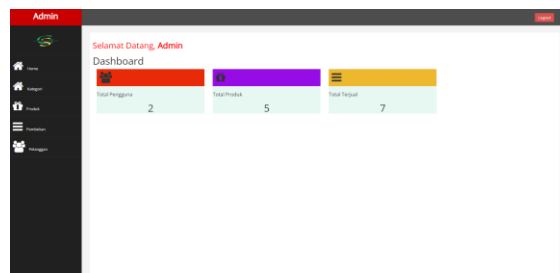 Admin
Logout
Selamat Datang, Admin
Dashboard
Home
Kategori
Produk
Pembelian
Pelanggan
Total Pengguna
2
Total Produk
5
Total Terjual
7